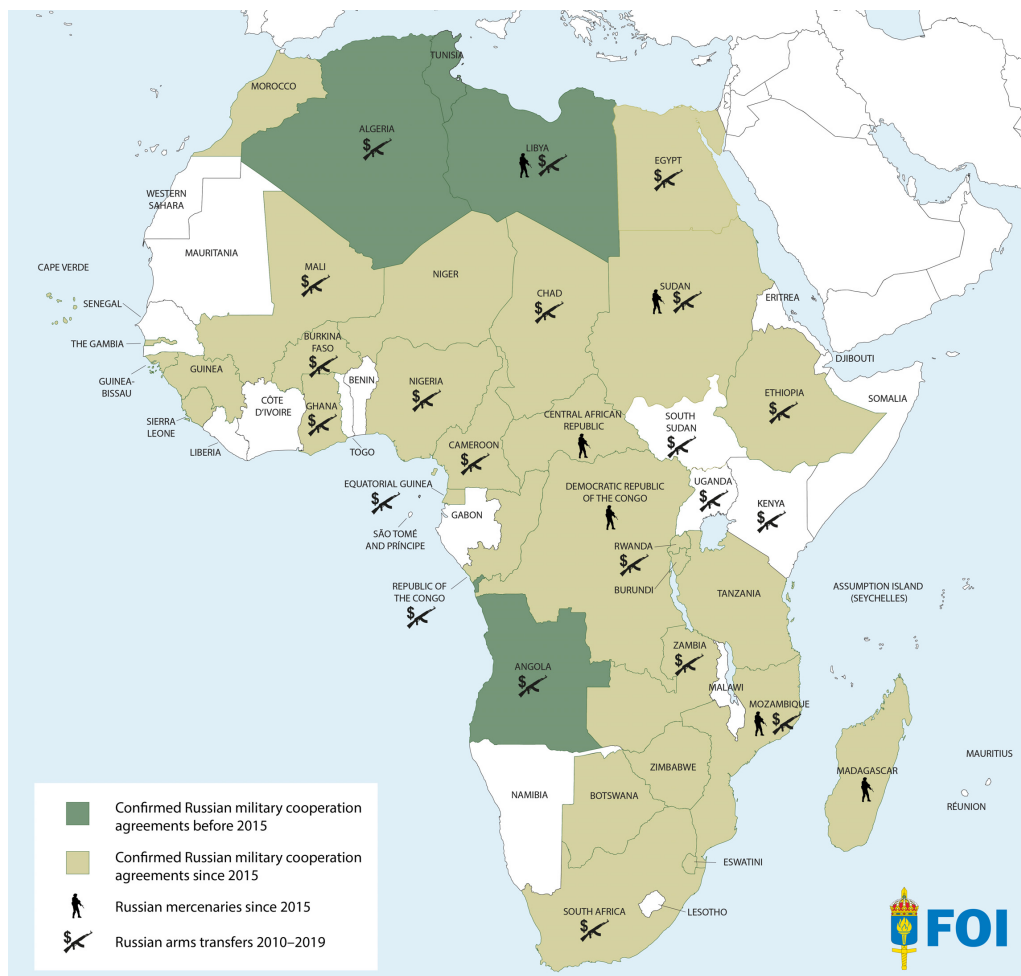 TUNISIA
MOROCCO
ALGERIA
$
LIBYA
$
EGYPT
$
WESTERN
SAHARA
MAURITANIA
CAPE VERDE
MALI
$
NIGER
CHAD
$
SUDAN
$
ERITREA
SENEGAL
THE GAMBIA
BURKINA
FASO
$
DJIBOUTI
GUINEA-
BISSAU
GUINEA
BENIN
NIGERIA
$
ETHIOPIA
$
SOMALIA
CÔTE
D'IVOIRE
GHANA
$
CENTRAL AFRICAN
REPUBLIC
SOUTH
SUDAN
$
SIERRA
LEONE
LIBERIA
TOGO
CAMEROON
$
EQUATORIAL GUINEA
$
DEMOCRATIC REPUBLIC
OF THE CONGO
UGANDA
$
KENYA
$
GABON
SÃO TOMÉ
AND PRÍNCIPE
RWANDA
$
REPUBLIC OF
THE CONGO
$
BURUNDI
TANZANIA
ASSUMPTION ISLAND
(SEYCHELLES)
ANGOLA
$
ZAMBIA
$
MALAWI
MOZAMBIQUE
$
MAURITIUS
MADAGASCAR
ZIMBABWE
NAMIBIA
BOTSWANA
RÉUNION
ESWATINI
SOUTH AFRICA
$
LESOTHO
Confirmed Russian military cooperation
agreements before 2015
Confirmed Russian military cooperation
agreements since 2015
Russian mercenaries since 2015
$
Russian arms transfers 2010–2019
FOI